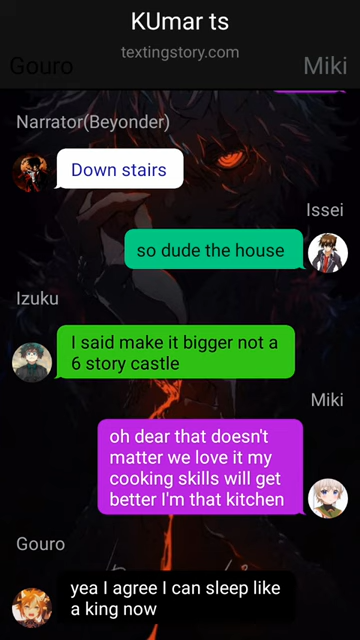 KUmar ts
textingstory.com
Gouro
Miki
Narrator(Beyonder)
Down stairs
Issei
so dude the house
Izuku
I said make it bigger not a
6 story castle
Miki
oh dear that doesn't
matter we love it my
cooking skills will get
better I'm that kitchen
Gouro
yea I agree I can sleep like
a king now